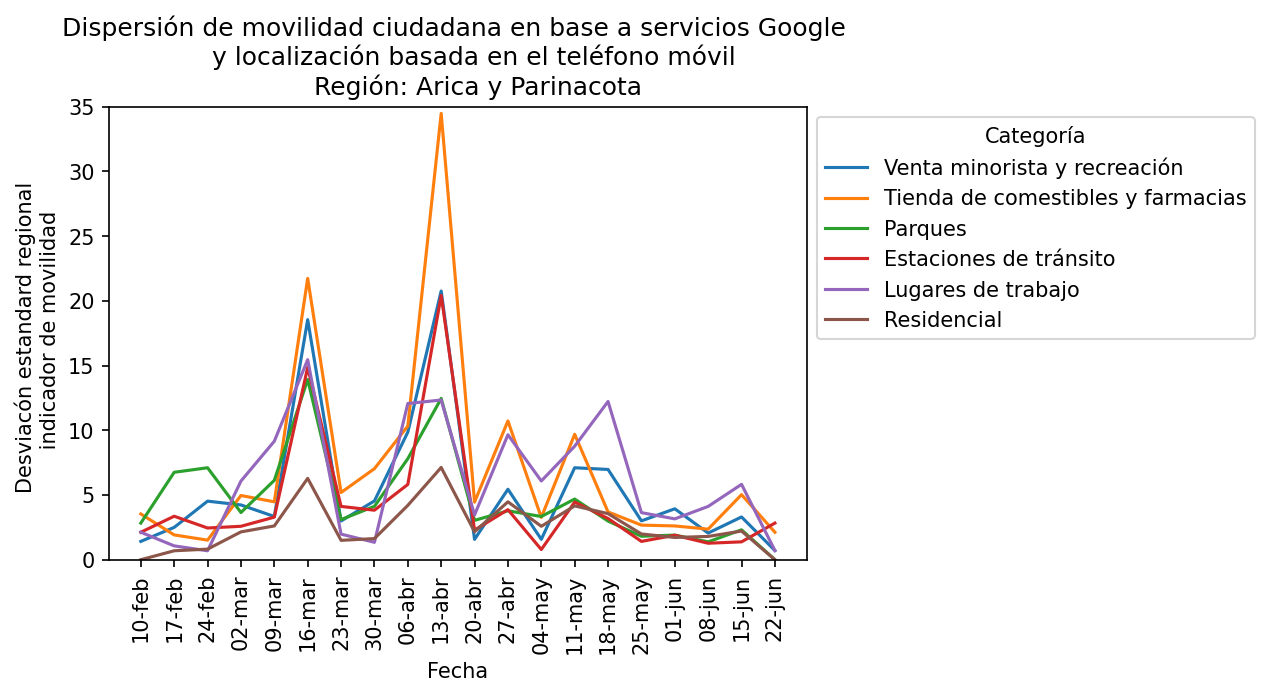 Dispersión de movilidad ciudadana en base a servicios Google
y localización basada en el teléfono móvil
Región: Arica y Parinacota
Desviacón estandard regional
indicador de movilidad
35
30
25
20
15
10
5
0
10-feb
17-feb
24-feb
02-mar
09-mar
16-mar
23-mar
30-mar
06-abr
13-abr
20-abr
27-abr
04-may
11-may
18-may
25-may
01-jun
08-jun
15-jun
22-jun
Fecha
Categoría
Venta minorista y recreación
Tienda de comestibles y farmacias
Parques
Estaciones de tránsito
Lugares de trabajo
Residencial